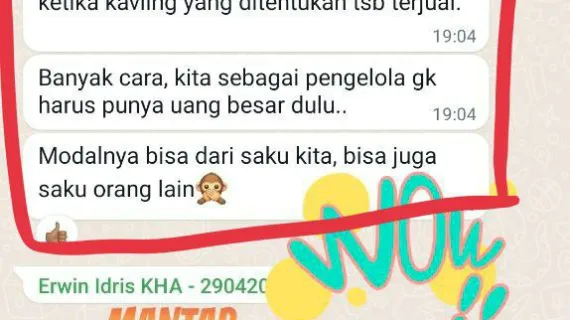 ketika kavling yang ditentukan tsb terjual.
19:04
Banyak cara, kita sebagai pengelola gk
harus punya uang besar dulu..
19:04
Modalnya bisa dari saku kita, bisa juga
saku orang lain🙊
WOW
!!
Erwin Idris KHA - 290420
MANTAP